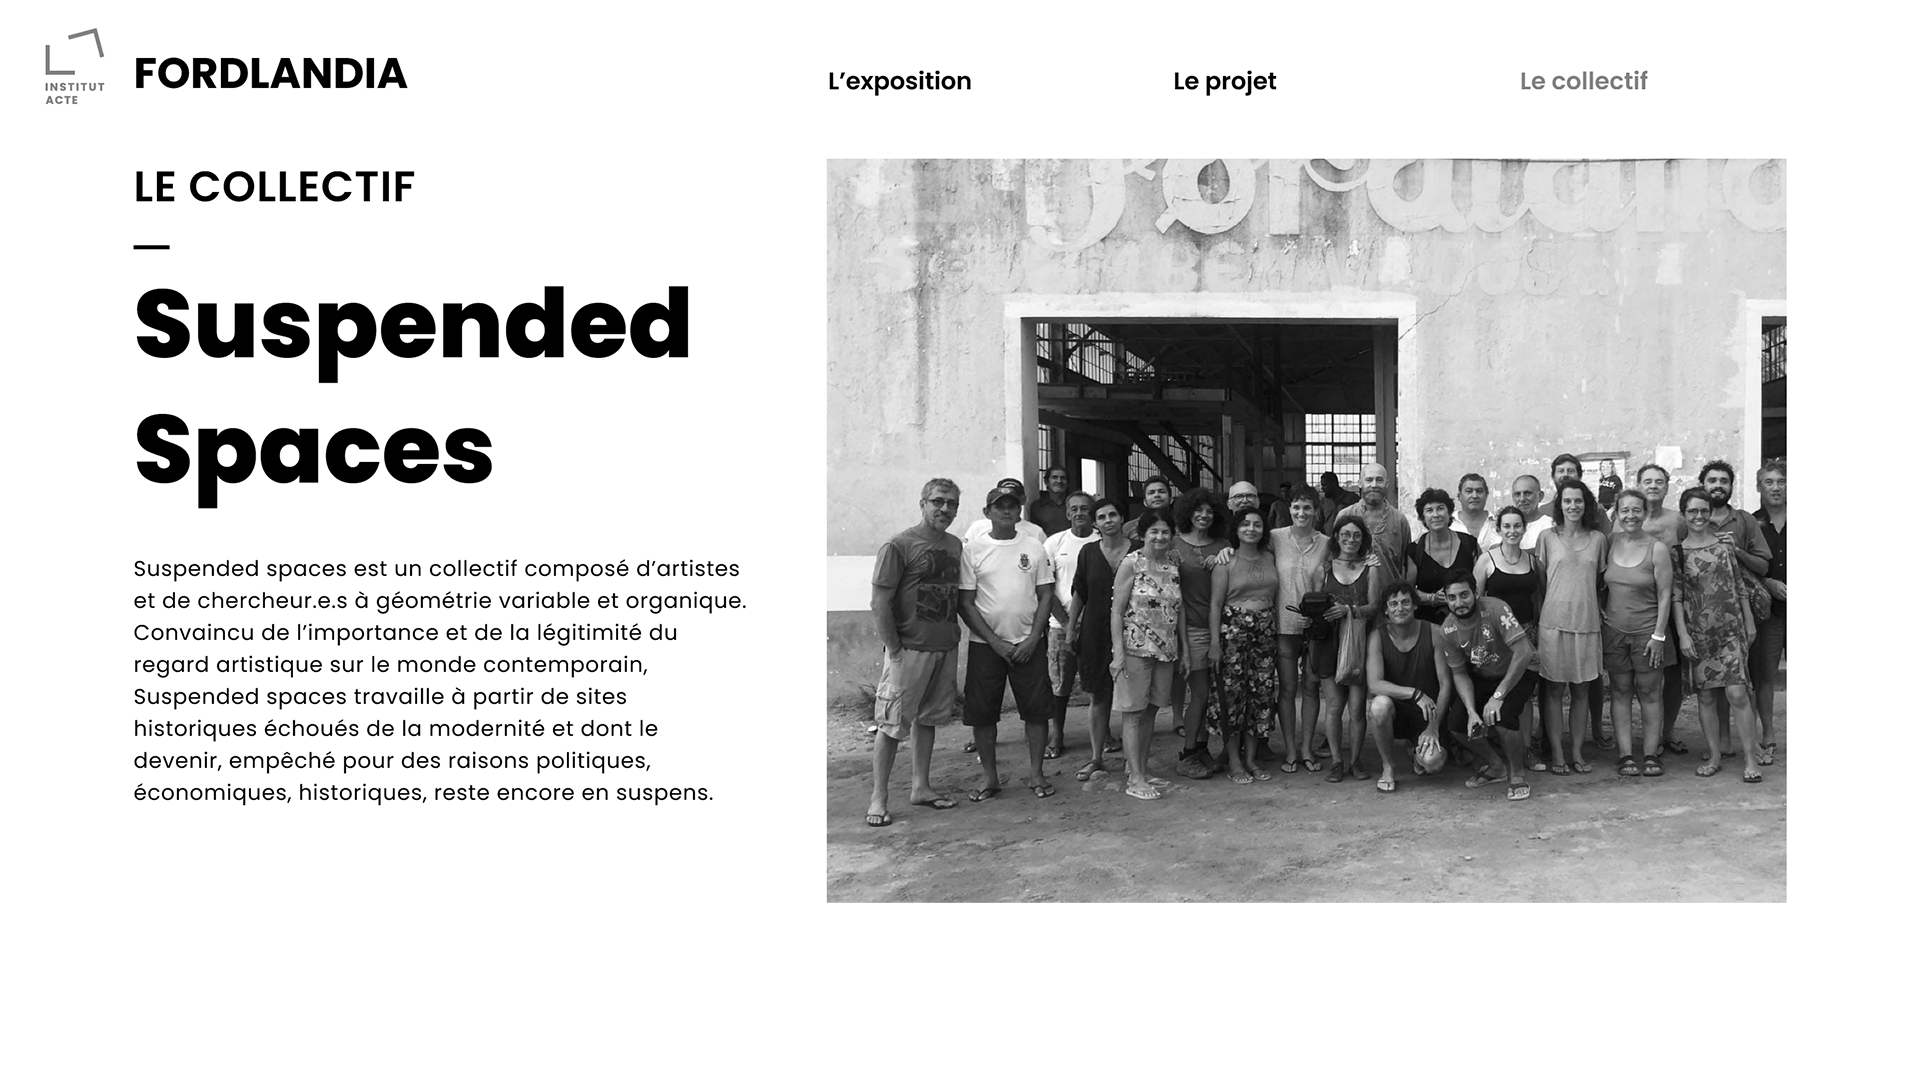 INSTITUT
ACTE
FORDLANDIA
L’exposition
Le projet
Le collectif
LE COLLECTIF
Suspended
Spaces
Suspended spaces est un collectif composé d’artistes
et de chercheur.e.s à géométrie variable et organique.
Convaincu de l’importance et de la légitimité du
regard artistique sur le monde contemporain,
Suspended spaces travaille à partir de sites
historiques échoués de la modernité et dont le
devenir, empêché pour des raisons politiques,
économiques, historiques, reste encore en suspens.